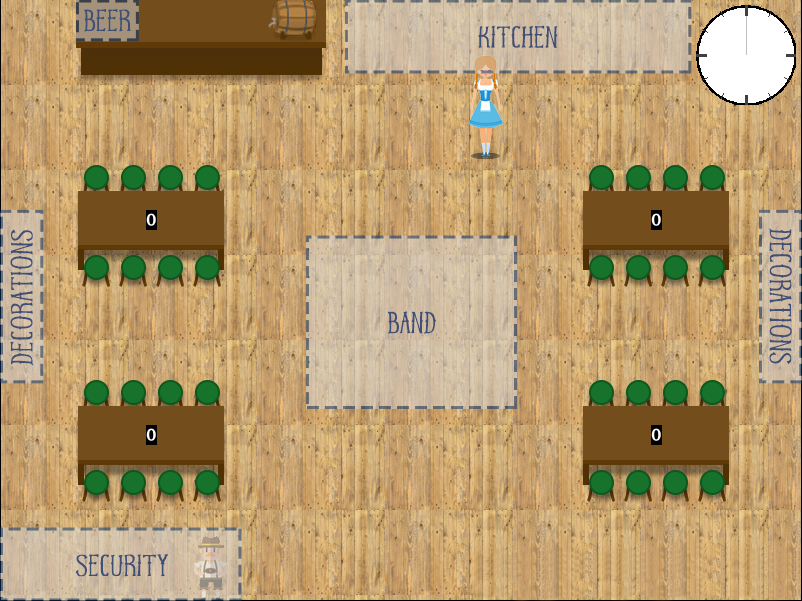 BEER
KITCHEN
0
0
DECORATIONS
DECORATIONS
BAND
0
0
SECURITY